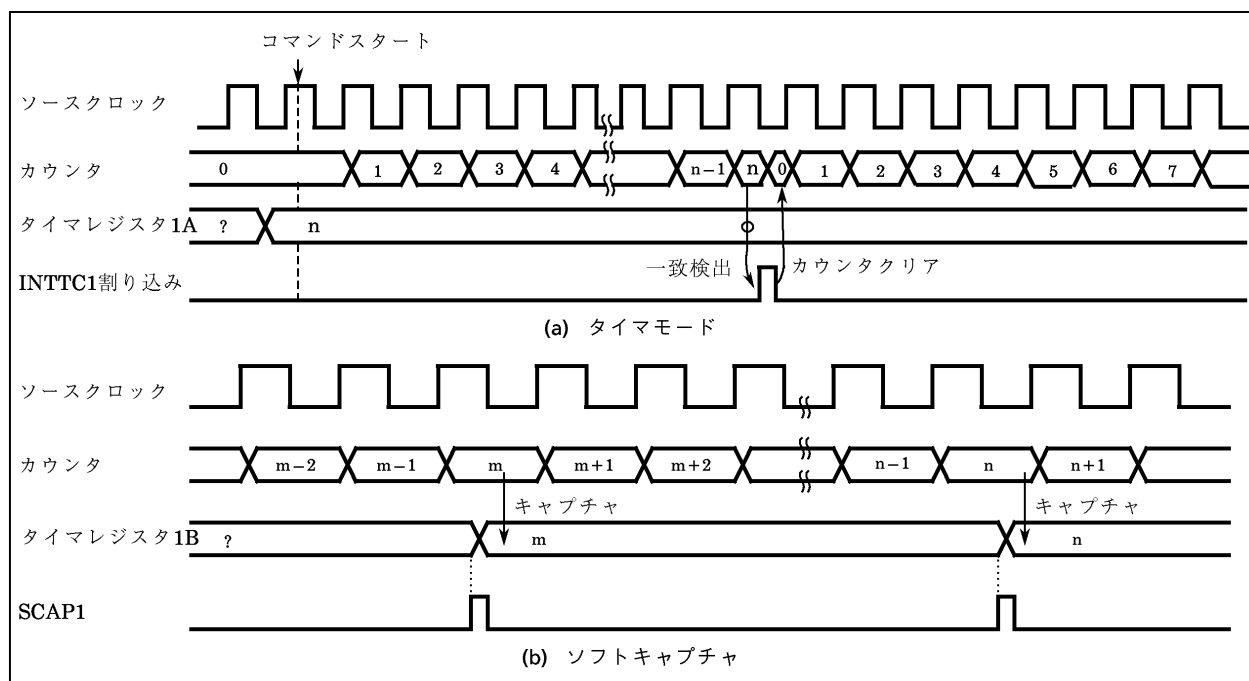 コマンドスタート
ソースクロック
カウンタ 0 1 2 3 4 n−1 n 0 1 2 3 4 5 6 7
タイマレジスタ1A ? n
一致検出 カウンタクリア
INTTC1割り込み
(a) タイマモード
ソースクロック
カウンタ m−2 m−1 m m+1 m+2 n−1 n n+1
キャプチャ キャプチャ
タイマレジスタ1B ? m n
SCAP1
(b) ソフトキャプチャ